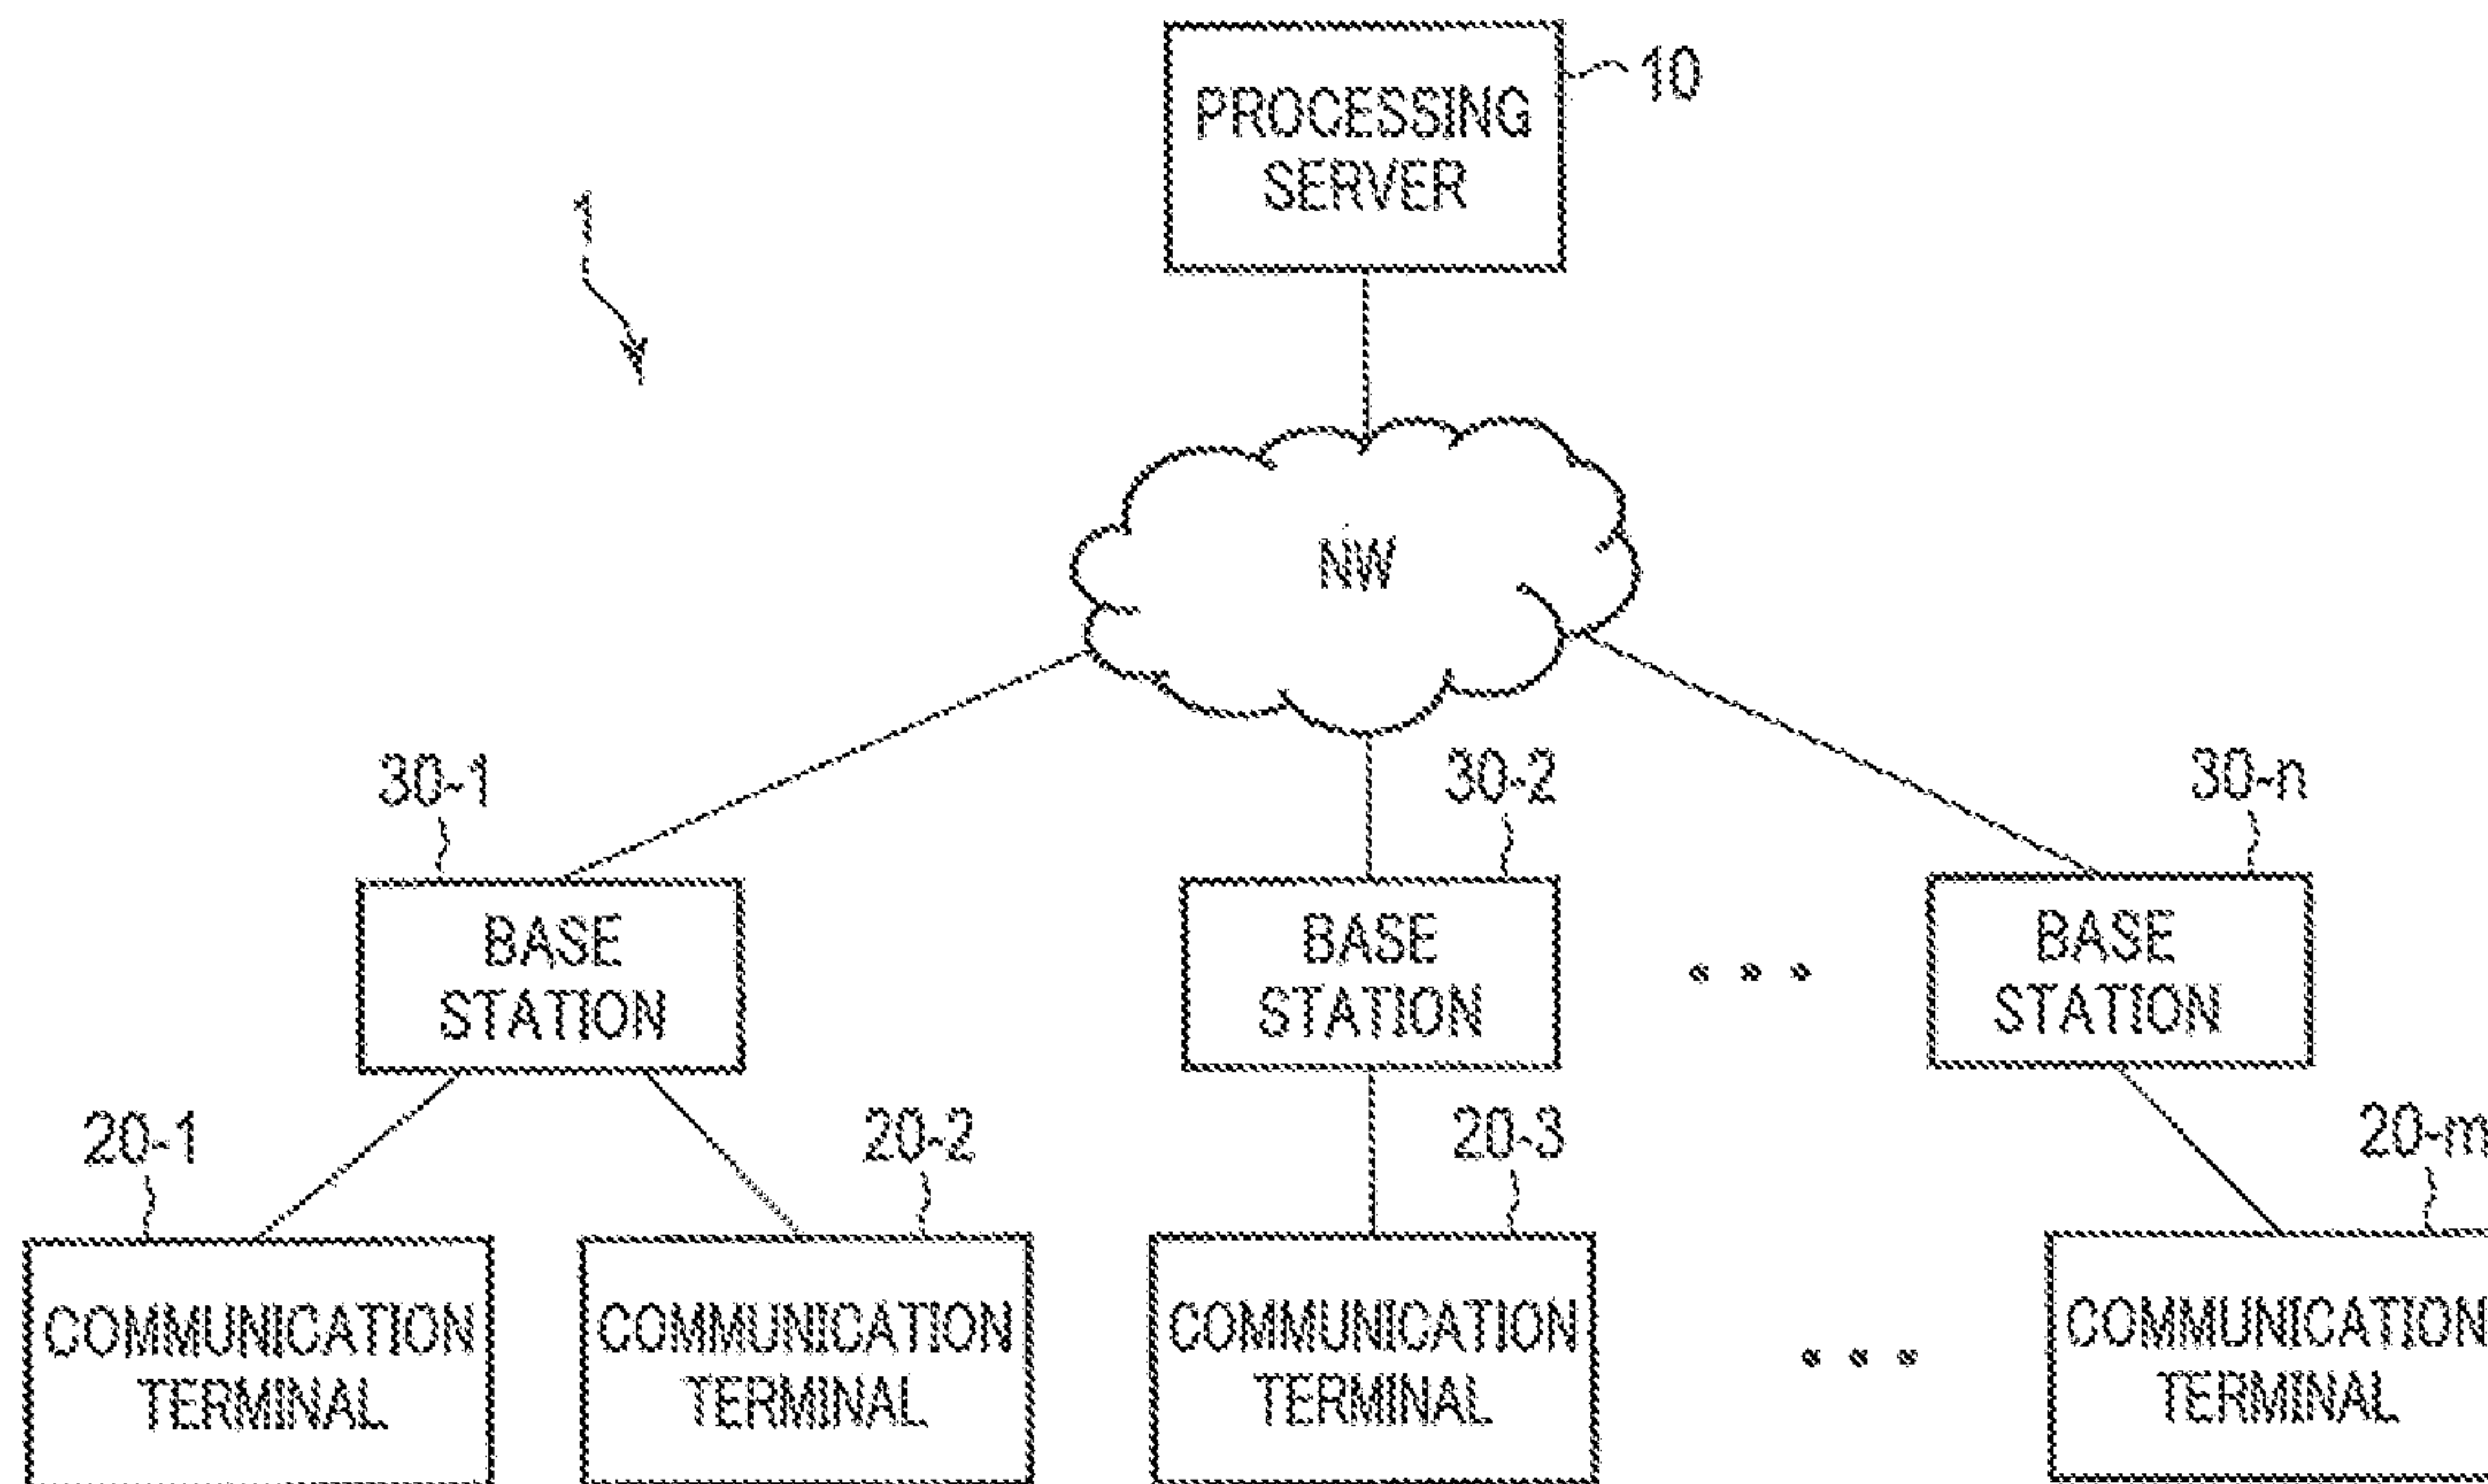 PROCESSING
SERVER
10
1
NW
30-1
30-2
30-n
BASE
STATION
BASE
STATION
BASE
STATION
20-1
20-2
20-3
20-m
COMMUNICATION
TERMINAL
COMMUNICATION
TERMINAL
COMMUNICATION
TERMINAL
COMMUNICATION
TERMINAL